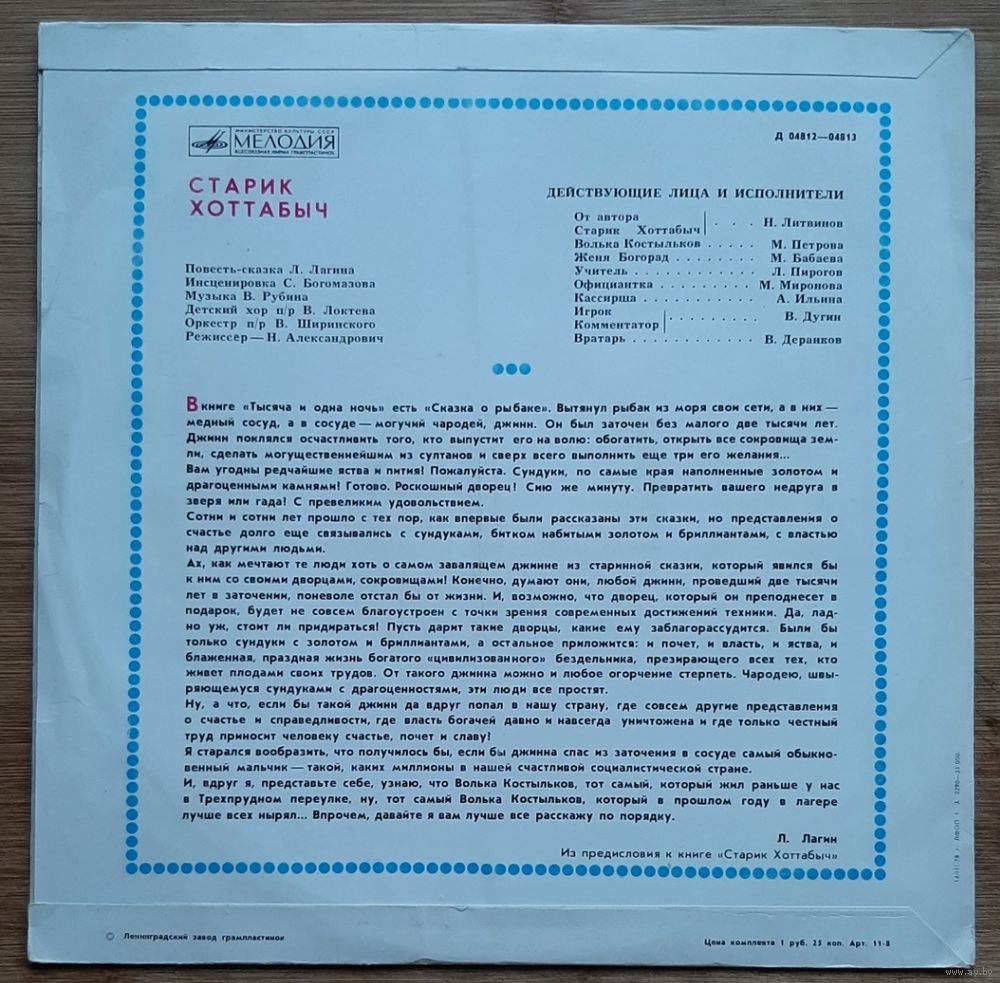 МИНИСТЕРСТВО КУЛЬТУРЫ СССР
МЕЛОДИЯ
ВСЕСОЮЗНАЯ ФИРМА ГРАМПЛАСТИНОК
Д 04812—04813
СТАРИК
ХОТТАБЫЧ
Повесть-сказка Л. Лагина
Инсценировка С. Богомазова
Музыка В. Рубина
Детский хор п/р В. Локтева
Оркестр п/р В. Ширинского
Режиссер — Н. Александрович
ДЕЙСТВУЮЩИЕ ЛИЦА И ИСПОЛНИТЕЛИ
От автора
Старик Хоттабыч . . . Н. Литвинов
Волька Костыльков . . . . . М. Петрова
Женя Богорад . . . . . . . . М. Бабаева
Учитель . . . . . . . . . . . Л. Пирогов
Официантка . . . . . . . . М. Миронова
Кассирша . . . . . . . . . . А. Ильина
Игрок
Комментатор . . . . . . . . В. Дугин
Вратарь . . . . . . . . . . . . В. Деранков
В книге «Тысяча и одна ночь» есть «Сказка о рыбаке». Вытянул рыбак из моря свои сети, а в них —
медный сосуд, а в сосуде — могучий чародей, джинн. Он был заточен без малого две тысячи лет.
Джинн поклялся осчастливить того, кто выпустит его на волю: обогатить, открыть все сокровища зем-
ли, сделать могущественнейшим из султанов и сверх всего выполнить еще три его желания...
Вам угодны редчайшие яства и пития! Пожалуйста. Сундуки, по самые края наполненные золотом и
драгоценными камнями! Готово. Роскошный дворец! Сию же минуту. Превратить вашего недруга в
зверя или гада! С превеликим удовольствием.
Сотни и сотни лет прошло с тех пор, как впервые были рассказаны эти сказки, но представления о
счастье долго еще связывались с сундуками, битком набитыми золотом и бриллиантами, с властью
над другими людьми.
Ах, как мечтают те люди хоть о самом завалящем джинне из старинной сказки, который явился бы
к ним со своими дворцами, сокровищами! Конечно, думают они, любой джинн, проведший две тысячи
лет в заточении, поневоле отстал бы от жизни. И, возможно, что дворец, который он преподнесет в
подарок, будет не совсем благоустроен с точки зрения современных достижений техники. Да, лад-
но уж, стоит ли придираться! Пусть дарит такие дворцы, какие ему заблагорассудится. Были бы
только сундуки с золотом и бриллиантами, а остальное приложится: и почет, и власть, и яства, и
блаженная, праздная жизнь богатого «цивилизованного» бездельника, презирающего всех тех, кто
живет плодами своих трудов. От такого джинна можно и любое огорчение стерпеть. Чародею, швы-
ряющемуся сундуками с драгоценностями, эти люди все простят.
Ну, а что, если бы такой джинн да вдруг попал в нашу страну, где совсем другие представления
о счастье и справедливости, где власть богачей давно и навсегда уничтожена и где только честный
труд приносит человеку счастье, почет и славу!
Я старался вообразить, что получилось бы, если бы джинна спас из заточения в сосуде самый обыкно-
венный мальчик — такой, каких миллионы в нашей счастливой социалистической стране.
И, вдруг я, представьте себе, узнаю, что Волька Костыльков, тот самый, который жил раньше у нас
в Трехпрудном переулке, ну, тот самый Волька Костыльков, который в прошлом году в лагере
лучше всех нырял... Впрочем, давайте я вам лучше все расскажу по порядку.
Л. Лагин
Из предисловия к книге «Старик Хоттабыч»
© Ленинградский завод грампластинок
Цена комплекта 1 руб. 25 коп. Арт. 11-8
www.ay.by